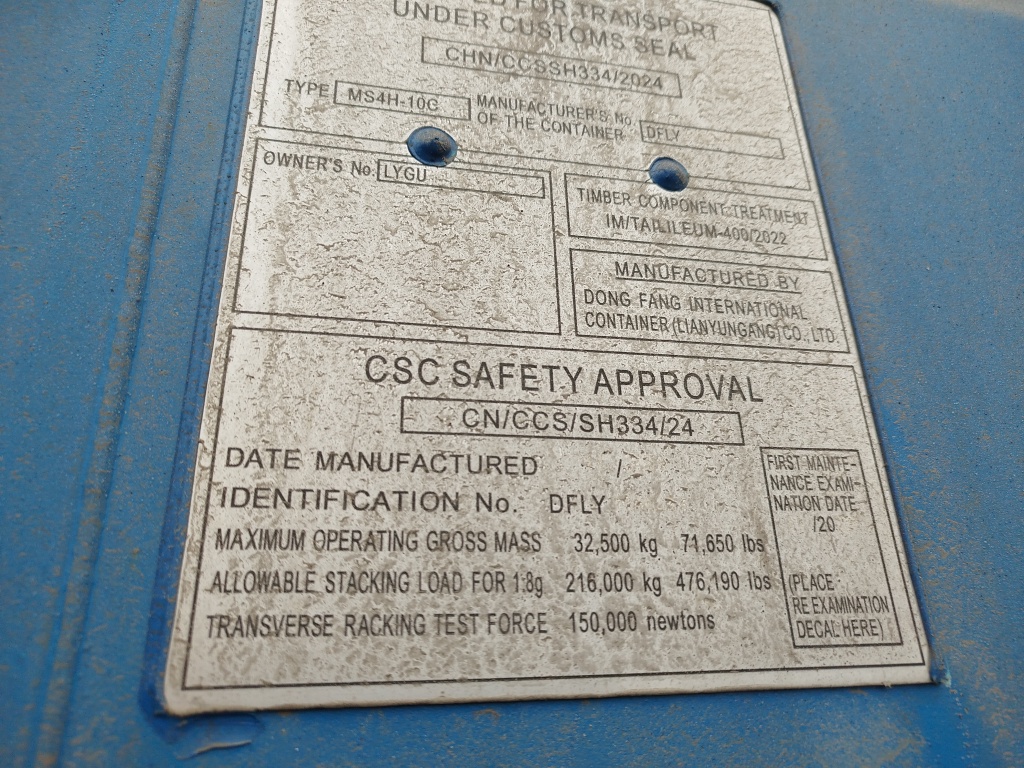 FOR TRANSPORT
UNDER CUSTOMS SEAL
CHN/CCSSH334/2024
TYPE MS4H-10G
MANUFACTURER'S No.
OF THE CONTAINER DFLY
OWNER'S No. LYGU
TIMBER COMPONENT TREATMENT
IM/TAILILEUM-400/2022
MANUFACTURED BY
DONG FANG INTERNATIONAL
CONTAINER (LIANYUNGANG) CO., LTD.
CSC SAFETY APPROVAL
CN/CCS/SH334/24
DATE MANUFACTURED /
IDENTIFICATION No. DFLY
MAXIMUM OPERATING GROSS MASS 32,500 kg 71,650 lbs
ALLOWABLE STACKING LOAD FOR 1.8g 216,000 kg 476,190 lbs
TRANSVERSE RACKING TEST FORCE 150,000 newtons
FIRST MAINTE-
NANCE EXAMI-
NATION DATE
/20
(PLACE
RE EXAMINATION
DECAL HERE)